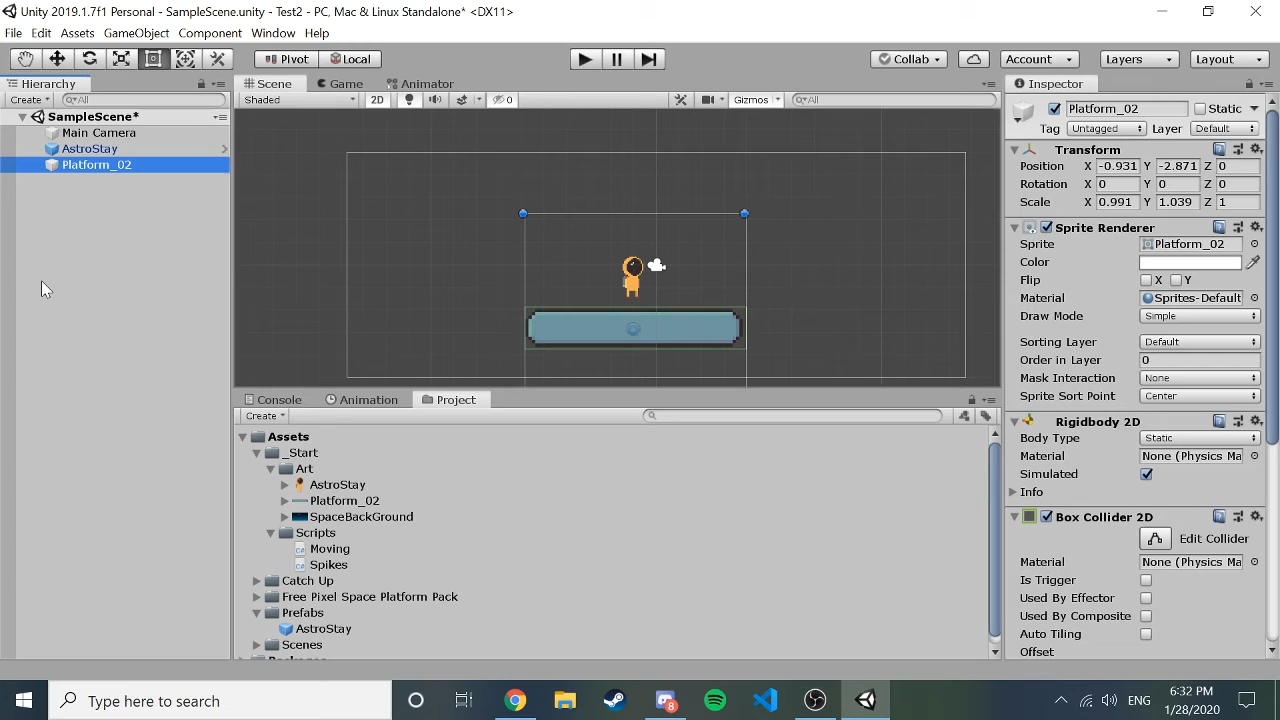 Unity 2019.1.7f1 Personal - SampleScene.unity - Test2 - PC, Mac & Linux Standalone* <DX11>
File Edit Assets GameObject Component Window Help
Pivot Local Collab Account Layers Layout
Hierarchy Scene Game Animator Inspector
Create All Shaded 2D 0 Gizmos All
SampleScene*
Main Camera
AstroStay
Platform_02
Platform_02 Static
Tag Untagged Layer Default
Transform
Position X -0.931 Y -2.871 Z 0
Rotation X 0 Y 0 Z 0
Scale X 0.991 Y 1.039 Z 1
Sprite Renderer
Sprite Platform_02
Color
Flip X Y
Material Sprites-Default
Draw Mode Simple
Sorting Layer Default
Order in Layer 0
Mask Interaction None
Sprite Sort Point Center
Rigidbody 2D
Body Type Static
Material None (Physics Ma
Simulated
Info
Box Collider 2D
Edit Collider
Material None (Physics Ma
Is Trigger
Used By Effector
Used By Composite
Auto Tiling
Offset
Console Animation Project
Create
Assets
_Start
Art
AstroStay
Platform_02
SpaceBackGround
Scripts
C# Moving
C# Spikes
Catch Up
Free Pixel Space Platform Pack
Prefabs
AstroStay
Scenes
Type here to search
8
ENG
6:32 PM
1/28/2020